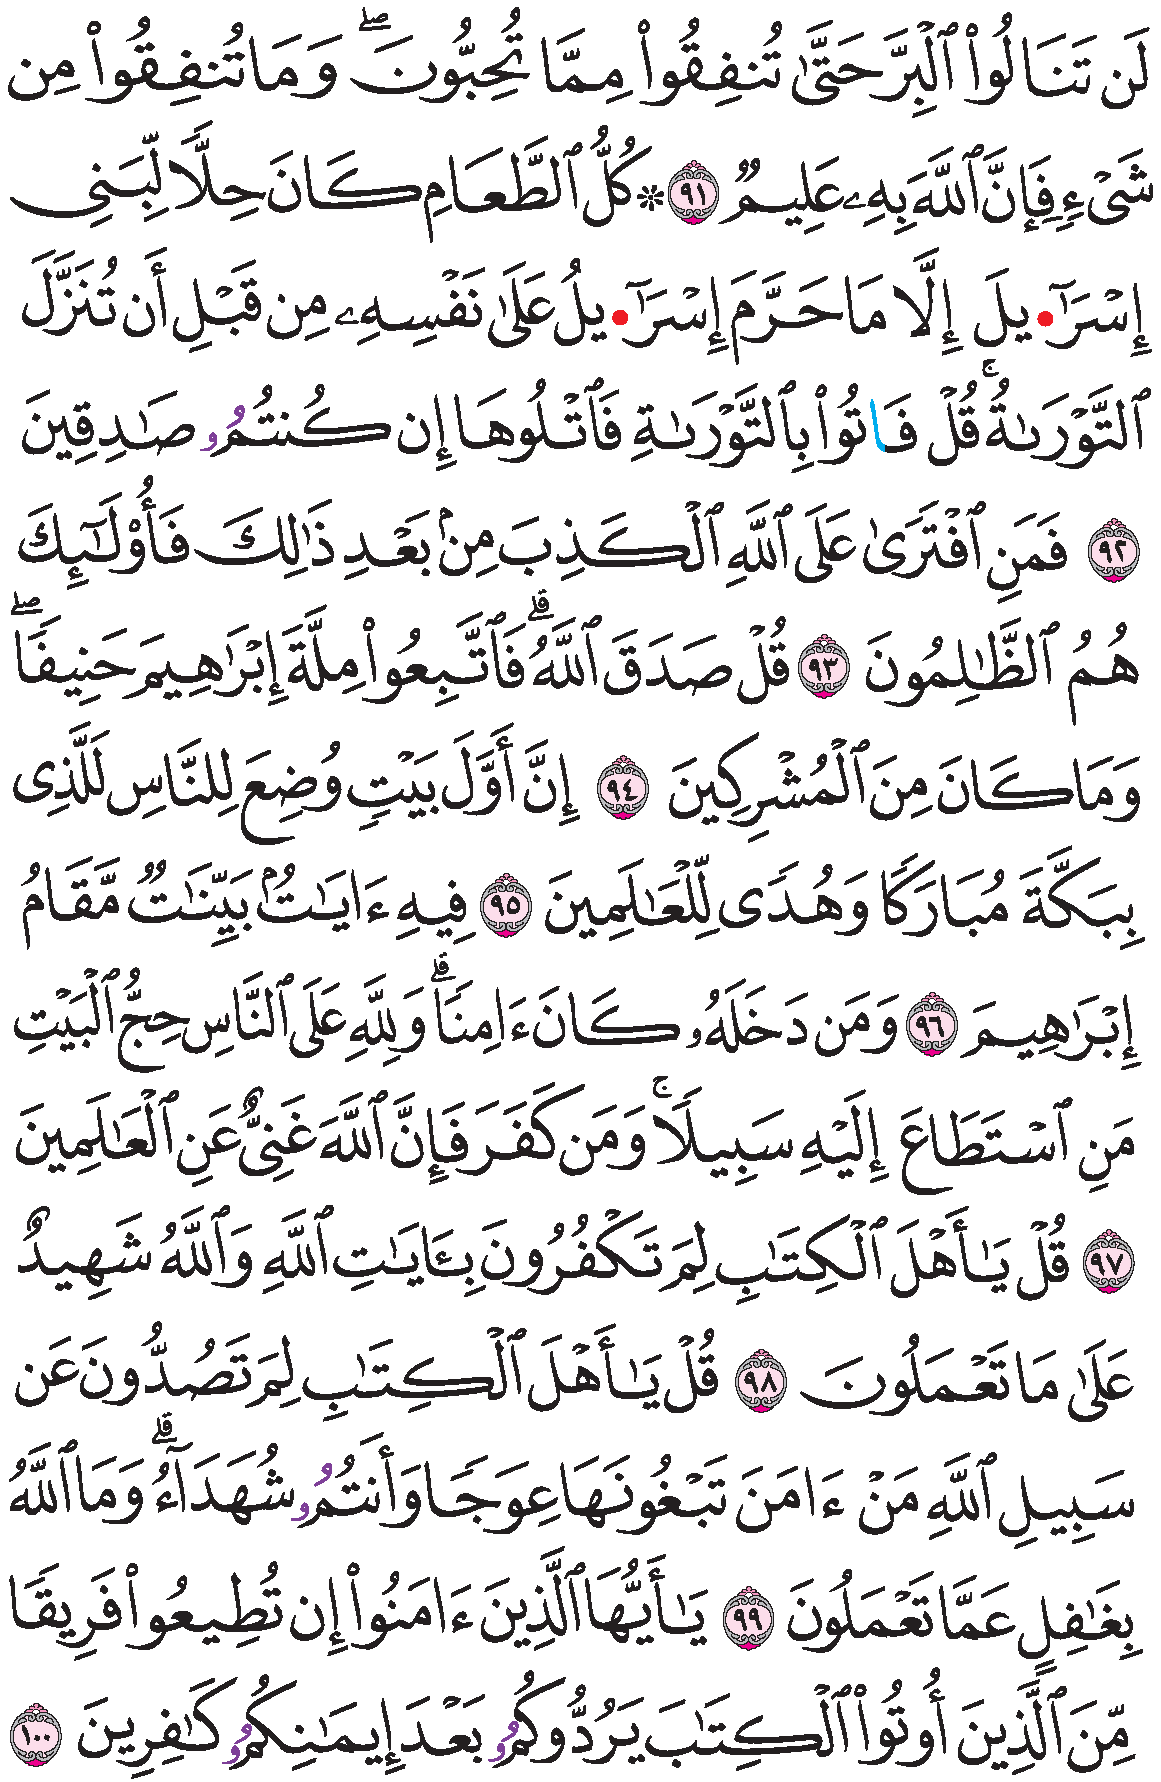 لَن تَنَالُوا۟ ٱلْبِرَّ حَتَّىٰ تُنفِقُوا۟ مِمَّا تُحِبُّونَۖ وَمَا تُنفِقُوا۟ مِن
شَىْءٍۢ فَإِنَّ ٱللَّهَ بِهِۦ عَلِيمٌۭ ٩١ ۞ كُلُّ ٱلطَّعَامِ كَانَ حِلًّۭا لِّبَنِى
إِسْرَآ•يلَ إِلَّا مَا حَرَّمَ إِسْرَآ•يلُ عَلَىٰ نَفْسِهِۦ مِن قَبْلِ أَن تُنَزَّلَ
ٱلتَّوْرَىٰةُۚ قُلْ فَاتُوا۟ بِٱلتَّوْرَىٰةِ فَٱتْلُوهَا إِن كُنتُمُۥ صَـٰدِقِينَ
٩٢ فَمَنِ ٱفْتَرَىٰ عَلَى ٱللَّهِ ٱلْكَذِبَ مِنۢ بَعْدِ ذَٰلِكَ فَأُو۟لَـٰٓئِكَ
هُمُ ٱلظَّـٰلِمُونَ ٩٣ قُلْ صَدَقَ ٱللَّهُۗ فَٱتَّبِعُوا۟ مِلَّةَ إِبْرَٰهِيمَ حَنِيفًۭاۖ
وَمَا كَانَ مِنَ ٱلْمُشْرِكِينَ ٩٤ إِنَّ أَوَّلَ بَيْتٍۢ وُضِعَ لِلنَّاسِ لَلَّذِى
بِبَكَّةَ مُبَارَكًۭا وَهُدًۭى لِّلْعَـٰلَمِينَ ٩٥ فِيهِ ءَايَـٰتٌۢ بَيِّنَـٰتٌۭ مَّقَامُ
إِبْرَٰهِيمَ ٩٦ وَمَن دَخَلَهُۥ كَانَ ءَامِنًۭاۗ وَلِلَّهِ عَلَى ٱلنَّاسِ حِجُّ ٱلْبَيْتِ
مَنِ ٱسْتَطَاعَ إِلَيْهِ سَبِيلًۭاۚ وَمَن كَفَرَ فَإِنَّ ٱللَّهَ غَنِىٌّ عَنِ ٱلْعَـٰلَمِينَ
٩٧ قُلْ يَـٰأَهْلَ ٱلْكِتَـٰبِ لِمَ تَكْفُرُونَ بِـَٔايَـٰتِ ٱللَّهِ وَٱللَّهُ شَهِيدٌ
عَلَىٰ مَا تَعْمَلُونَ ٩٨ قُلْ يَـٰأَهْلَ ٱلْكِتَـٰبِ لِمَ تَصُدُّونَ عَن
سَبِيلِ ٱللَّهِ مَنْ ءَامَنَ تَبْغُونَهَا عِوَجًۭا وَأَنتُمُۥ شُهَدَآءُۗ وَمَا ٱللَّهُ
بِغَـٰفِلٍ عَمَّا تَعْمَلُونَ ٩٩ يَـٰأَيُّهَا ٱلَّذِينَ ءَامَنُوا۟ إِن تُطِيعُوا۟ فَرِيقًۭا
مِّنَ ٱلَّذِينَ أُوتُوا۟ ٱلْكِتَـٰبَ يَرُدُّوكُمُۥ بَعْدَ إِيمَـٰنِكُمُۥ كَـٰفِرِينَ ١٠٠